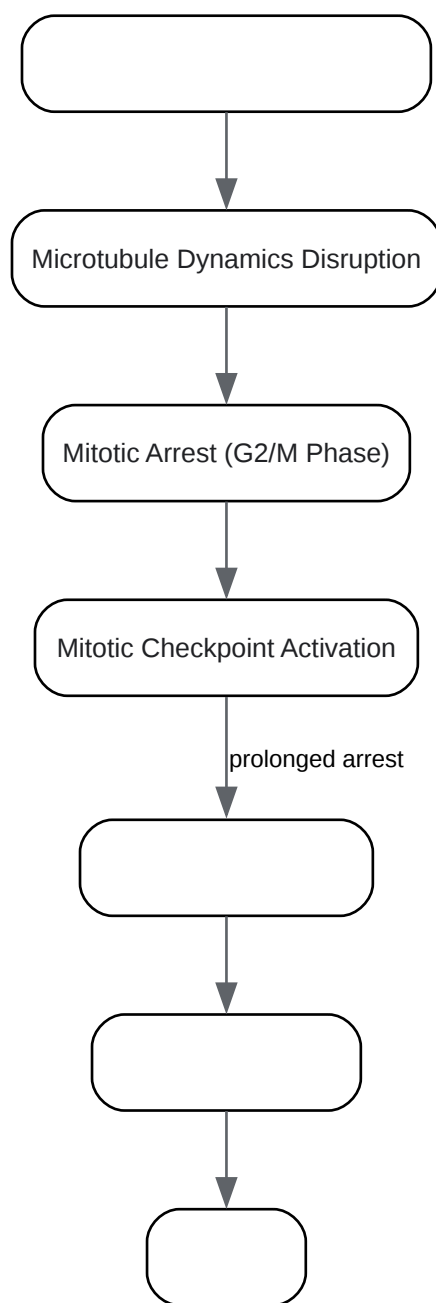 Microtubule Dynamics Disruption
Mitotic Arrest (G2/M Phase)
Mitotic Checkpoint Activation
prolonged arrest